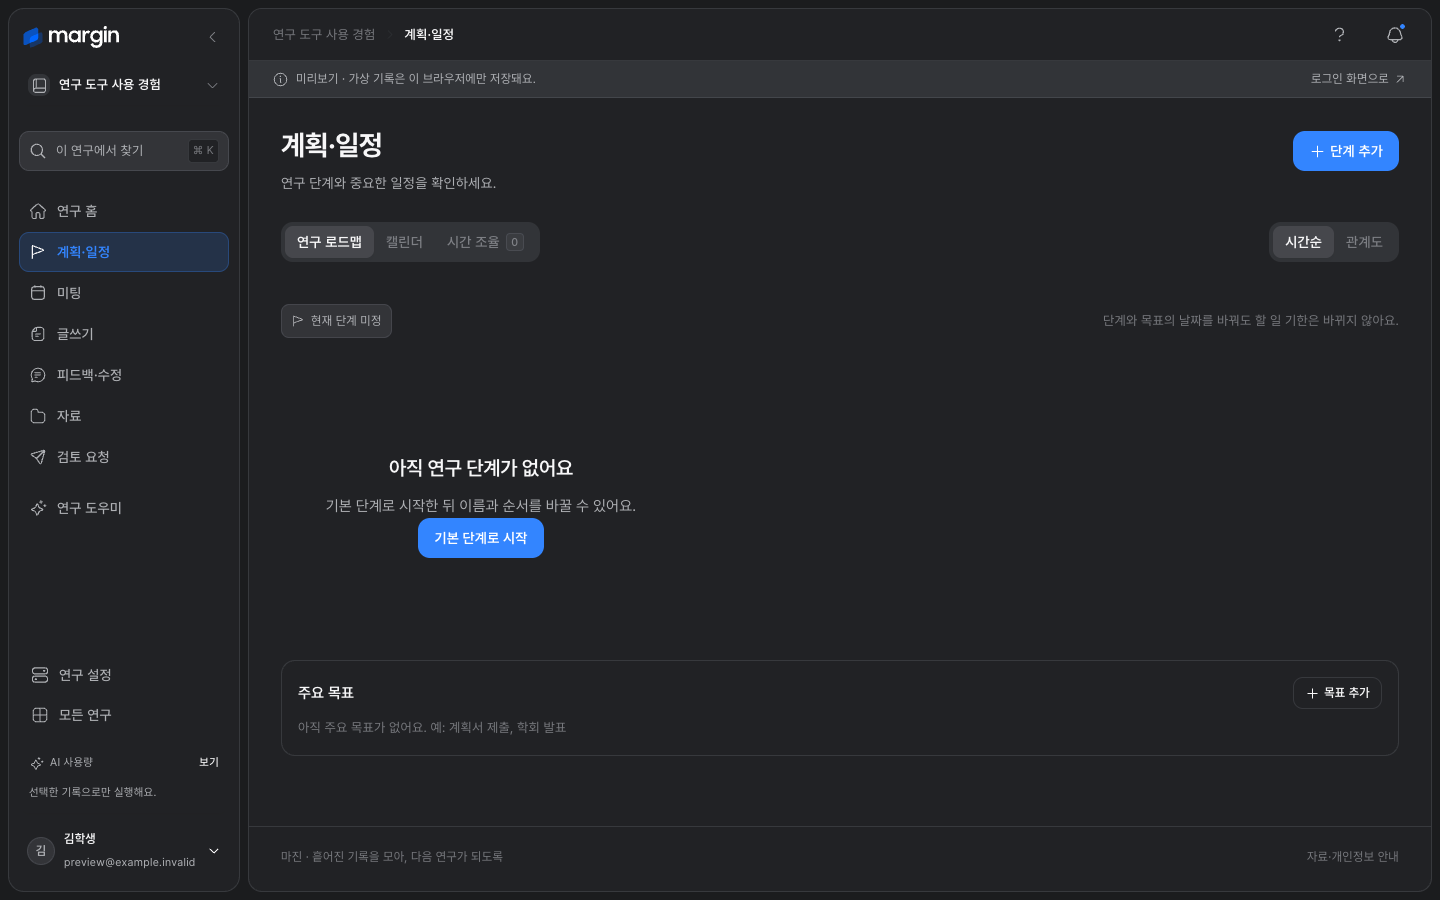 margin
연구 도구 사용 경험
이 연구에서 찾기 ⌘ K
연구 홈
계획·일정
미팅
글쓰기
피드백·수정
자료
검토 요청
연구 도우미
연구 설정
모든 연구
AI 사용량 보기
선택한 기록으로만 실행해요.
김 김학생
preview@example.invalid
연구 도구 사용 경험 계획·일정
미리보기 · 가상 기록은 이 브라우저에만 저장돼요. 로그인 화면으로
계획·일정
단계 추가
연구 단계와 중요한 일정을 확인하세요.
연구 로드맵 캘린더 시간 조율 0 시간순 관계도
현재 단계 미정 단계와 목표의 날짜를 바꿔도 할 일 기한은 바뀌지 않아요.
아직 연구 단계가 없어요
기본 단계로 시작한 뒤 이름과 순서를 바꿀 수 있어요.
기본 단계로 시작
주요 목표 목표 추가
아직 주요 목표가 없어요. 예: 계획서 제출, 학회 발표
마진 · 흩어진 기록을 모아, 다음 연구가 되도록 자료·개인정보 안내